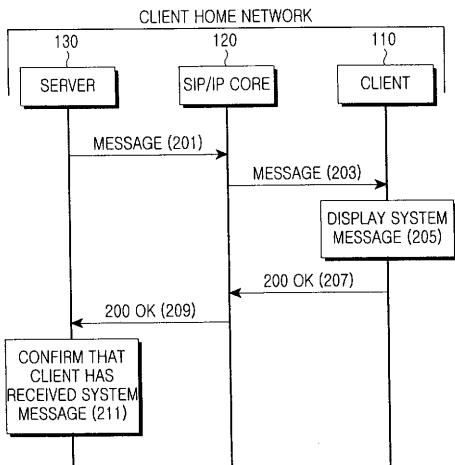 CLIENT HOME NETWORK
130
120
110
SERVER
SIP/IP CORE
CLIENT
MESSAGE (201)
MESSAGE (203)
DISPLAY SYSTEM
MESSAGE (205)
200 OK (207)
200 OK (209)
CONFIRM THAT
CLIENT HAS
RECEIVED SYSTEM
MESSAGE (211)